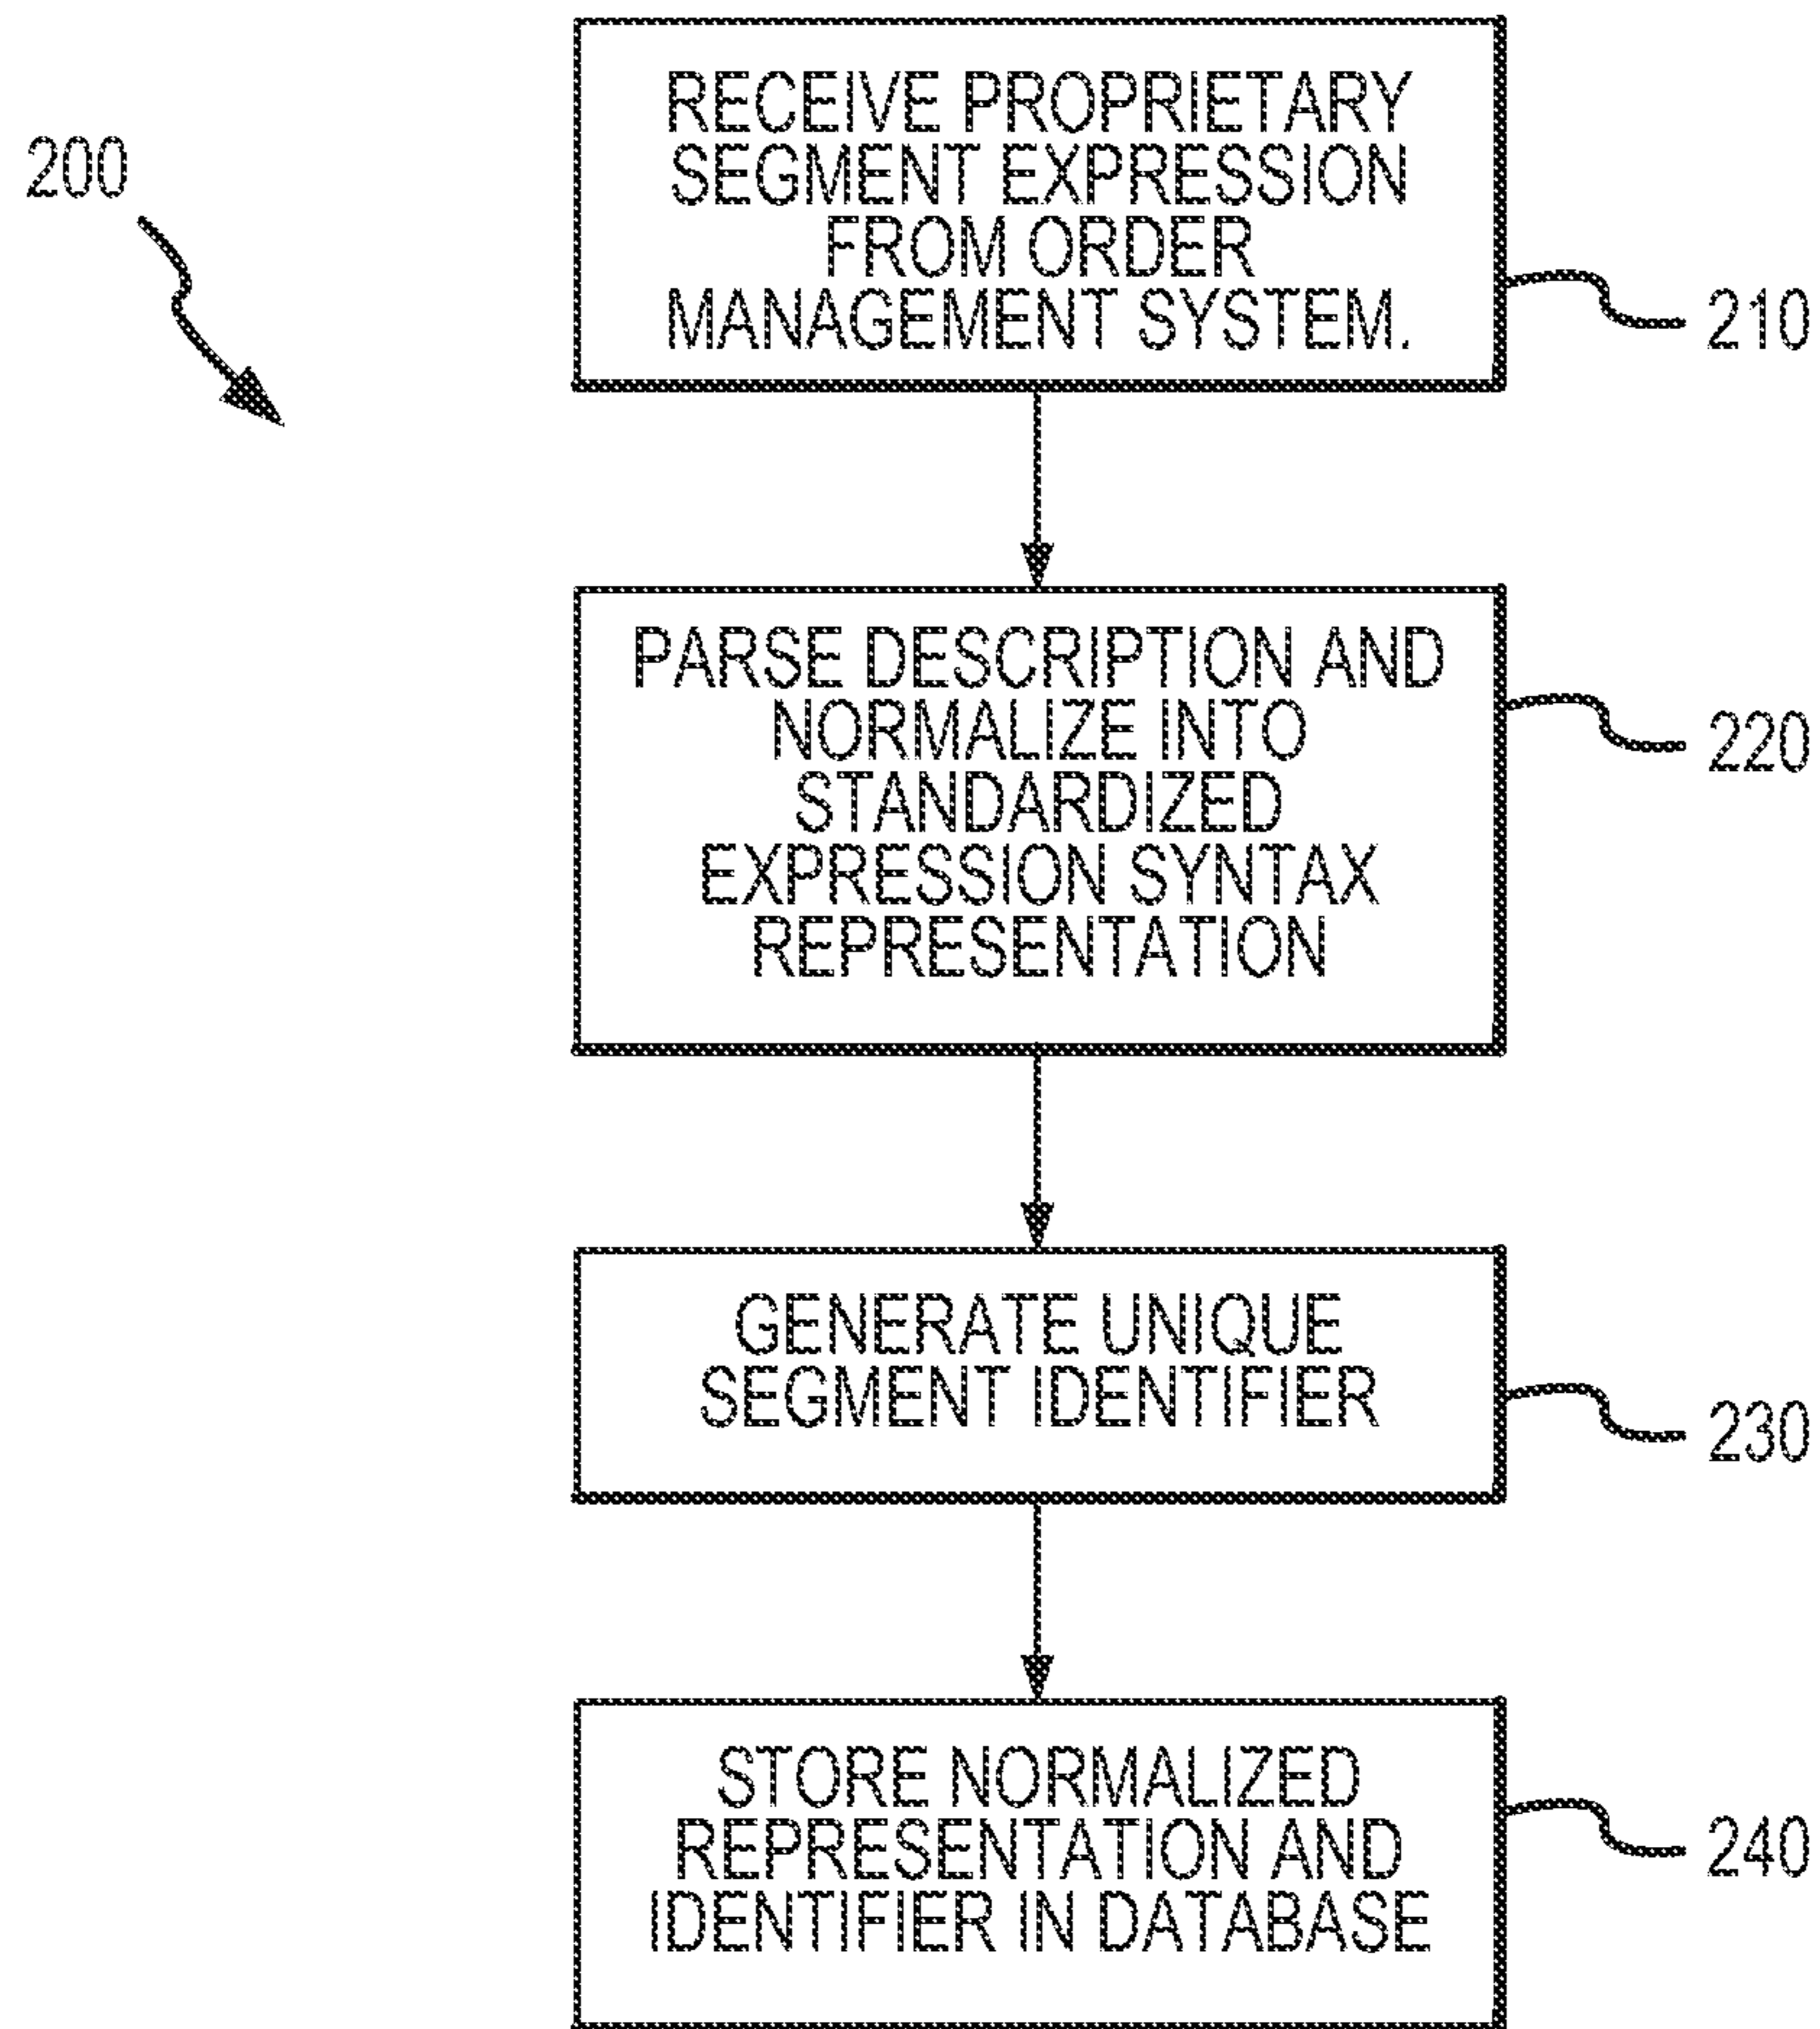 200
RECEIVE PROPRIETARY
SEGMENT EXPRESSION
FROM ORDER
MANAGEMENT SYSTEM.
210
PARSE DESCRIPTION AND
NORMALIZE INTO
STANDARDIZED
EXPRESSION SYNTAX
REPRESENTATION
220
GENERATE UNIQUE
SEGMENT IDENTIFIER
230
STORE NORMALIZED
REPRESENTATION AND
IDENTIFIER IN DATABASE
240